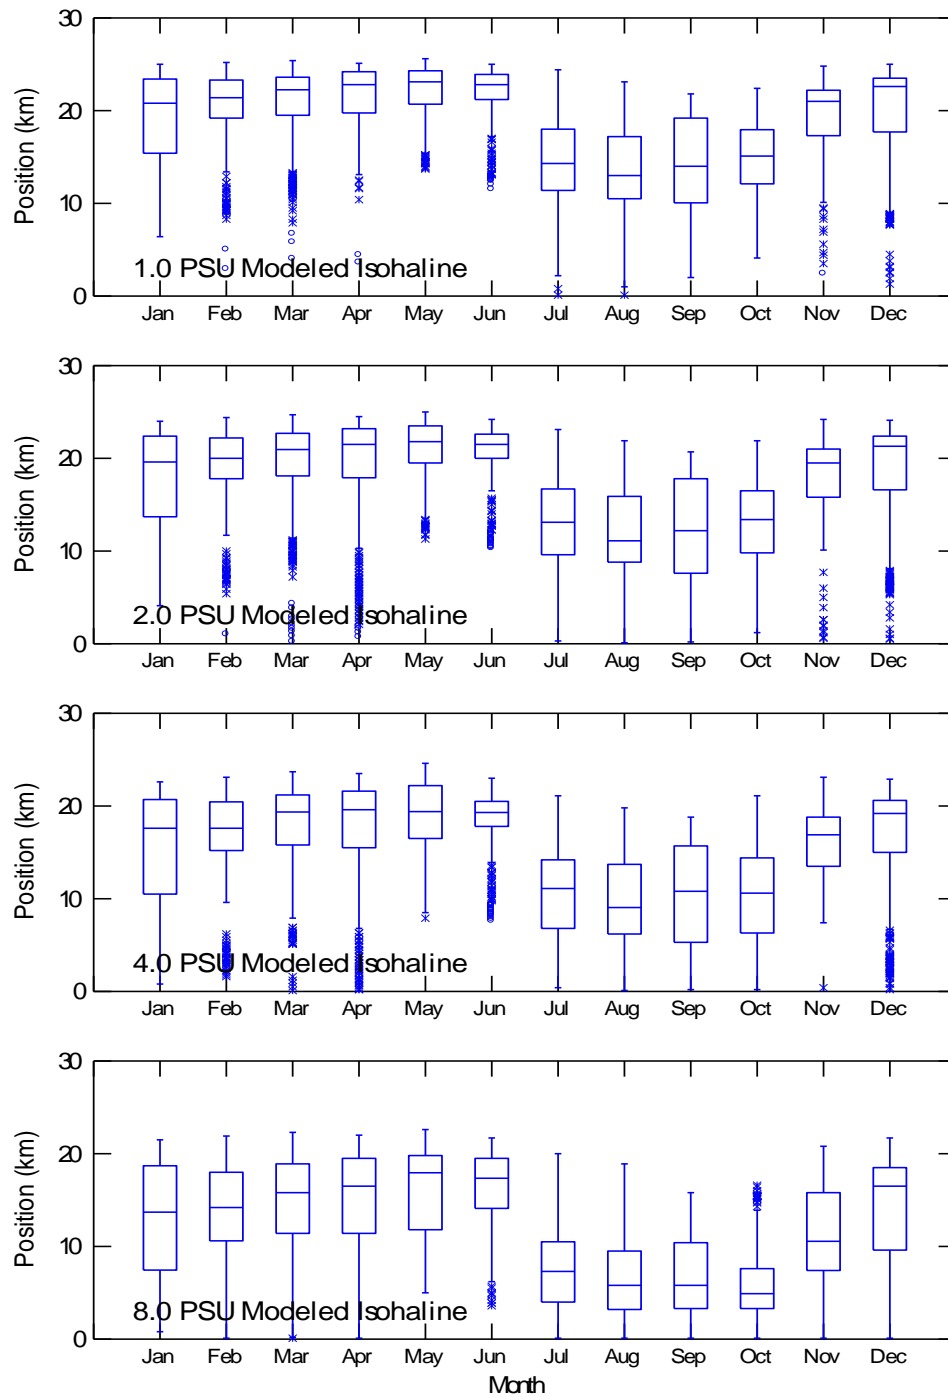 30
20
10
0
Position (km)
1.0 PSU Modeled Isohaline
Jan Feb Mar Apr May Jun Jul Aug Sep Oct Nov Dec
30
20
10
0
Position (km)
2.0 PSU Modeled Isohaline
Jan Feb Mar Apr May Jun Jul Aug Sep Oct Nov Dec
30
20
10
0
Position (km)
4.0 PSU Modeled Isohaline
Jan Feb Mar Apr May Jun Jul Aug Sep Oct Nov Dec
30
20
10
0
Position (km)
8.0 PSU Modeled Isohaline
Jan Feb Mar Apr May Jun Jul Aug Sep Oct Nov Dec
Month